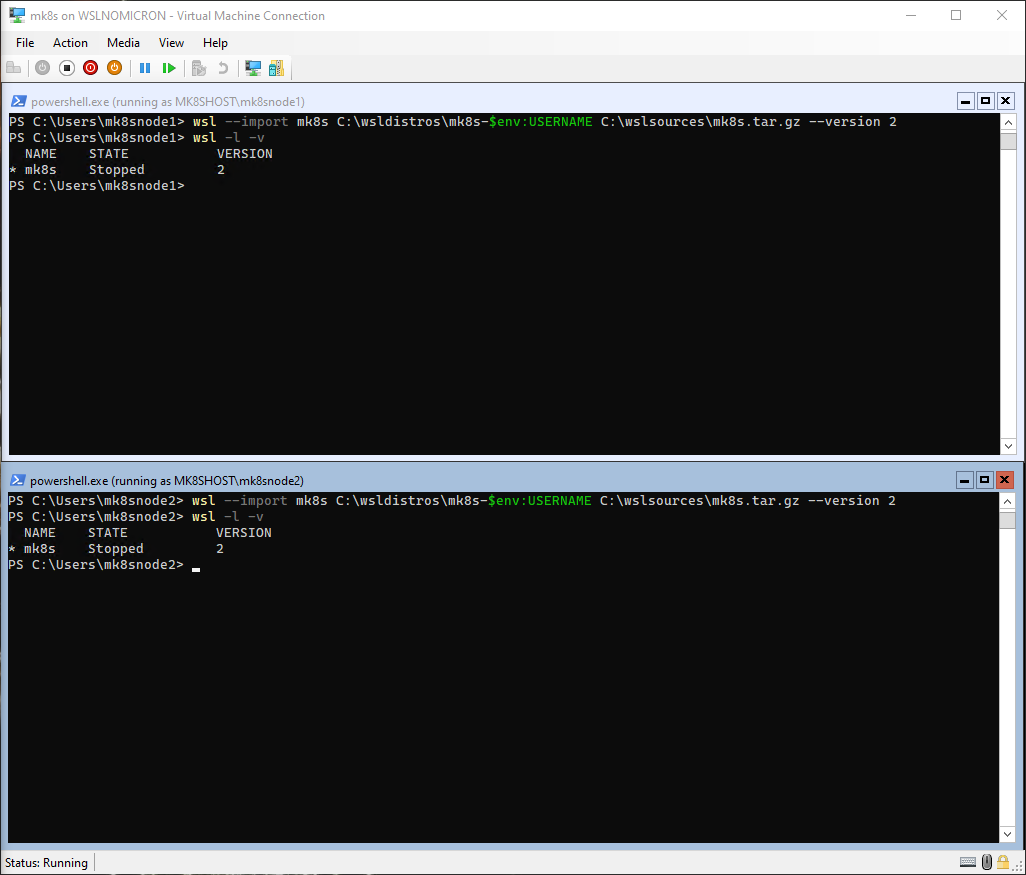 mk8s on WSLNOMICRON - Virtual Machine Connection
File Action Media View Help
powershell.exe (running as MK8SHOST\mk8snode1)
PS C:\Users\mk8snode1> wsl --import mk8s C:\wsldistros\mk8s-$env:USERNAME C:\wslsources\mk8s.tar.gz --version 2
PS C:\Users\mk8snode1> wsl -l -v
  NAME    STATE           VERSION
* mk8s    Stopped         2
PS C:\Users\mk8snode1>
powershell.exe (running as MK8SHOST\mk8snode2)
PS C:\Users\mk8snode2> wsl --import mk8s C:\wsldistros\mk8s-$env:USERNAME C:\wslsources\mk8s.tar.gz --version 2
PS C:\Users\mk8snode2> wsl -l -v
  NAME    STATE           VERSION
* mk8s    Stopped         2
PS C:\Users\mk8snode2>
Status: Running